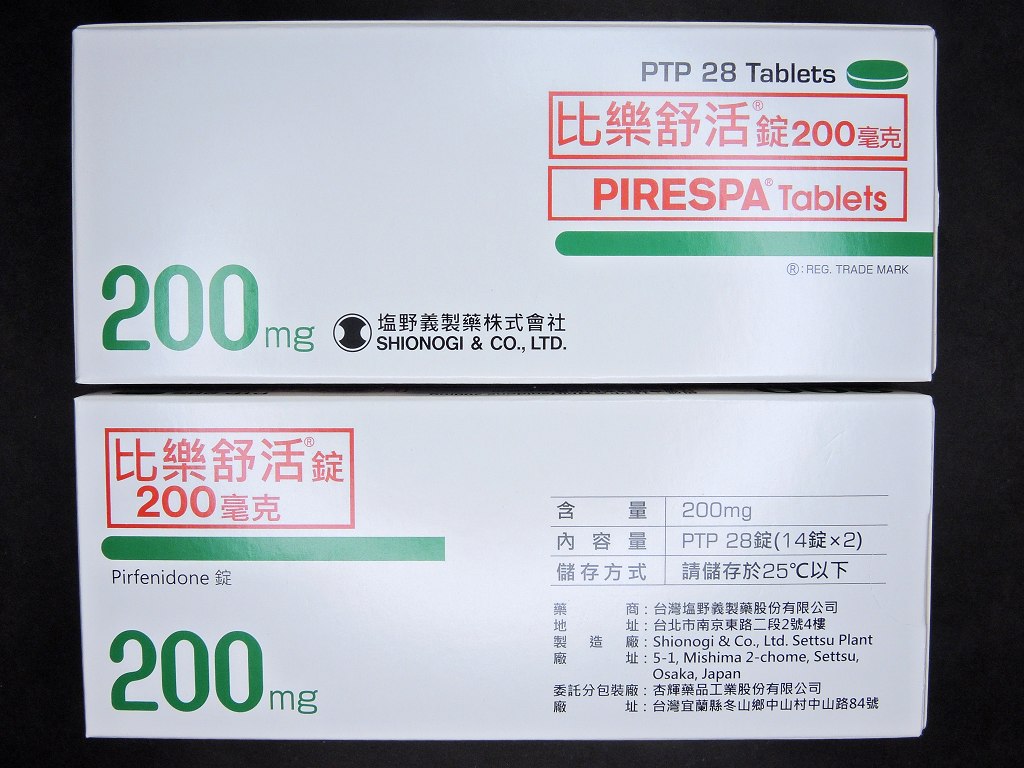 PTP 28 Tablets
比樂舒活®錠200毫克
PIRESPA® Tablets
®:REG. TRADE MARK
200mg
塩野義製藥株式會社
SHIONOGI & CO., LTD.
比樂舒活®錠
200毫克
Pirfenidone 錠
200mg
含量 200mg
內容量 PTP 28錠(14錠×2)
儲存方式 請儲存於25℃以下
藥商:台灣塩野義製藥股份有限公司
地址:台北市南京東路二段2號4樓
製造廠:Shionogi & Co., Ltd. Settsu Plant
廠址:5-1, Mishima 2-chome, Settsu,
Osaka, Japan
委託分包裝廠:杏輝藥品工業股份有限公司
廠址:台灣宜蘭縣冬山鄉中山村中山路84號